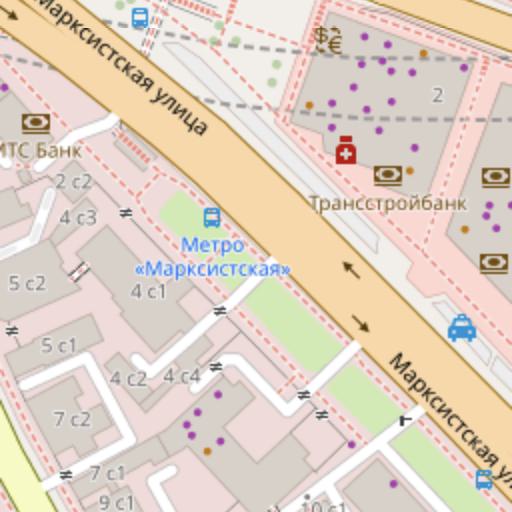 Марксистская улица
$€
2
МТС Банк
Трансстройбанк
2 с2
4 с3
Метро
«Марксистская»
5 с2
4 с1
5 с1
4 с2
4 с4
Марксистская ул
7 с2
7 с1
9 с1
10 с1